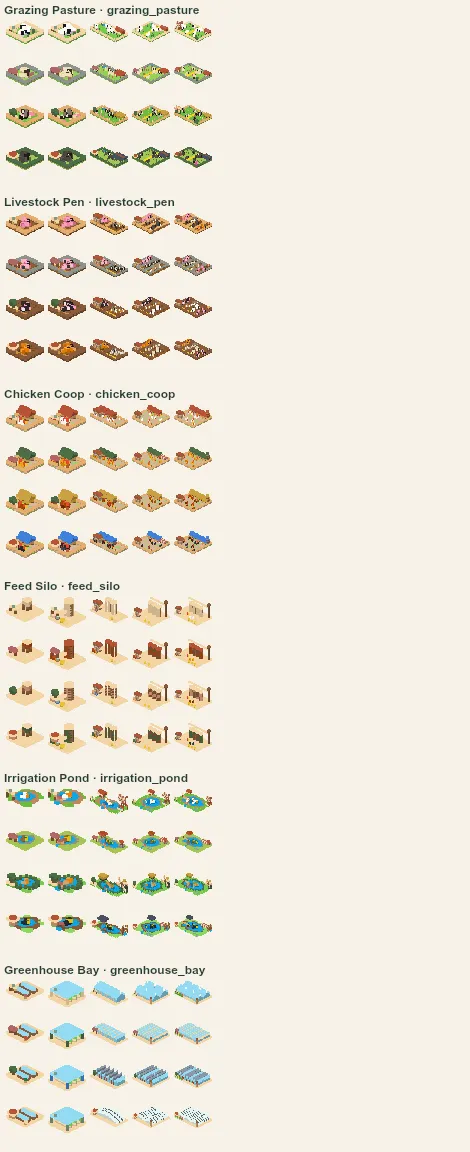 Grazing Pasture · grazing_pasture
Livestock Pen · livestock_pen
Chicken Coop · chicken_coop
Feed Silo · feed_silo
Irrigation Pond · irrigation_pond
Greenhouse Bay · greenhouse_bay